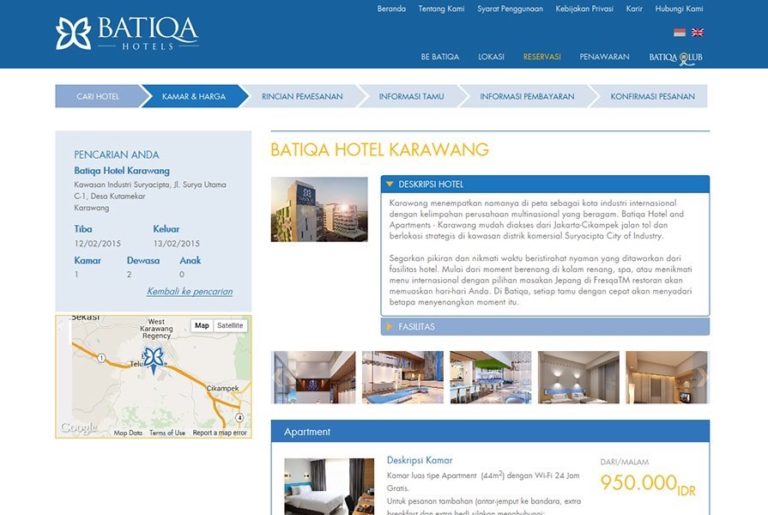 Beranda Tentang Kami Syarat Penggunaan Kebijakan Privasi Karir Hubungi Kami
BATIQA
HOTELS
BE BATIQA LOKASI RESERVASI PENAWARAN BATIQA QLUB
CARI HOTEL KAMAR & HARGA RINCIAN PEMESANAN INFORMASI TAMU INFORMASI PEMBAYARAN KONFIRMASI PESANAN
PENCARIAN ANDA
Batiqa Hotel Karawang
Kawasan Industri Suryacipta, Jl. Surya Utama
C-1, Desa Kutamekar
Karawang
Tiba Keluar
12/02/2015 13/02/2015
Kamar Dewasa Anak
1 2 0
Kembali ke pencarian
Bekasi
West
Karawang
Regency
Map Satellite
Cikampek
Google
Map Data Terms of Use Report a map error
BATIQA HOTEL KARAWANG
DESKRIPSI HOTEL
Karawang menempatkan namanya di peta sebagai kota industri internasional
dengan kelimpahan perusahaan multinasional yang beragam. Batiqa Hotel and
Apartments - Karawang mudah diakses dari Jakarta-Cikampek jalan tol dan
berlokasi strategis di kawasan distrik komersial Suryacipta City of Industry.
Segarkan pikiran dan nikmati waktu beristirahat nyaman yang ditawarkan dari
fasilitas hotel. Mulai dari moment berenang di kolam renang, spa, atau menikmati
menu internasional dengan pilihan masakan Jepang di FresqaTM restoran akan
memuaskan hari-hari Anda. Di Batiqa, setiap tamu dengan cepat akan menyadari
betapa menyenangkan moment itu.
FASILITAS
Apartment
Deskripsi Kamar
Kamar luas tipe Apartment (44m2) dengan Wi-Fi 24 Jam
Gratis.
Untuk pesanan tambahan (antar-jemput ke bandara, extra
breakfast dan extra bed) silakan menghubungi:
DARI/MALAM
950.000IDR